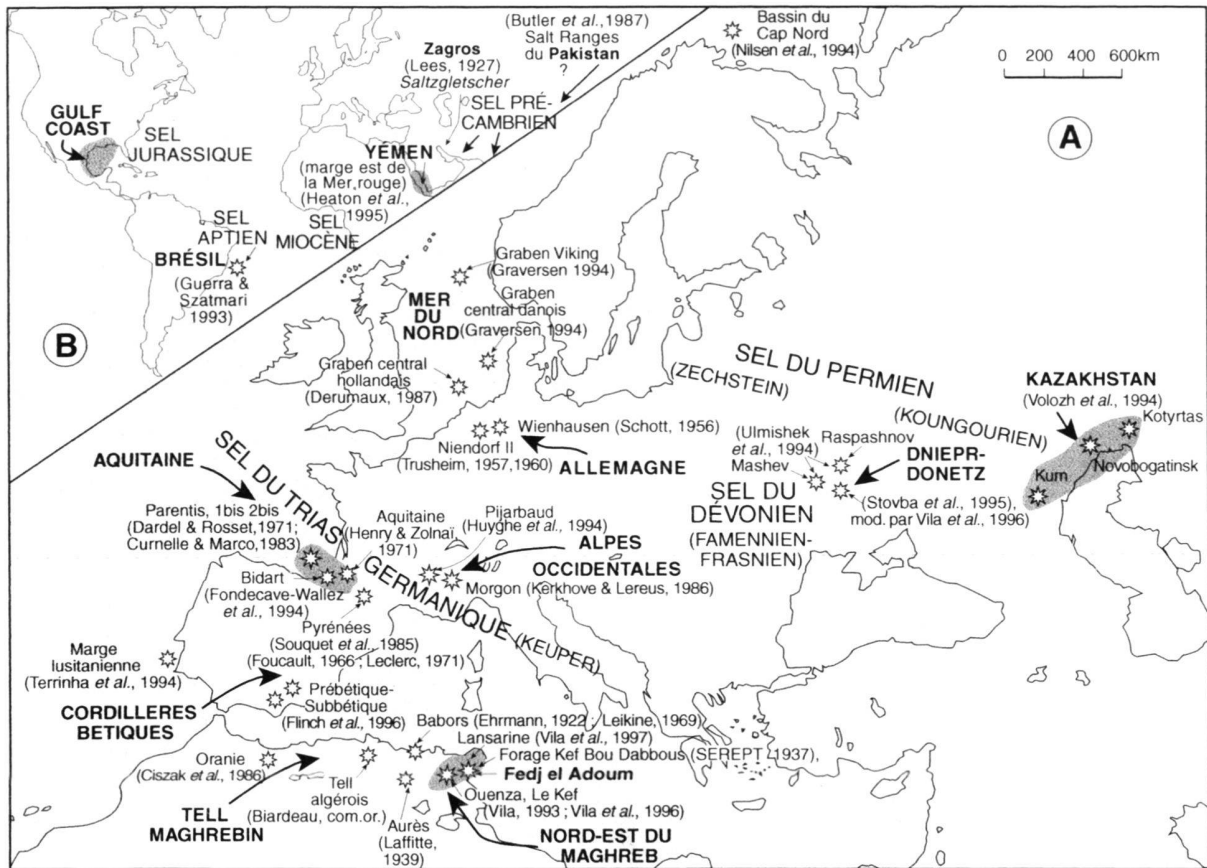 (Butler et al.,1987)
Salt Ranges
du Pakistan
?
Bassin du
Cap Nord
(Nilsen et al., 1994)
0 200 400 600km
Zagros
(Lees, 1927)
Saltzgletscher
SEL PRÉ-
CAMBRIEN
A
GULF
COAST
SEL
JURASSIQUE
YÉMEN
(marge est de
la Mer rouge)
(Heaton et al.,
1995)
SEL
APTIEN
SEL
MIOCÈNE
BRÉSIL
(Guerra &
Szatmari
1993)
B
Graben Viking
(Graversen 1994)
MER
DU
NORD
Graben
central danois
(Graversen 1994)
Graben central
hollandais
(Derumaux, 1987)
SEL DU PERMIEN
(ZECHSTEIN)
(KOUNGOURIEN)
KAZAKHSTAN
(Volozh et al., 1994)
Kotyrtas
Novobogatinsk
Kum
Wienhausen (Schott, 1956)
Niendorf II
(Trusheim, 1957,1960)
ALLEMAGNE
(Ulmishek
et al., 1994)
Mashev
Raspashnov
DNIEPR-
DONETZ
(Stovba et al., 1995),
mod. par Vila et al., 1996)
SEL DU
DÉVONIEN
(FAMENNIEN-
FRASNIEN)
AQUITAINE
SEL DU TRIAS
GERMANIQUE (KEUPER)
Parentis, 1bis 2bis
(Dardel & Rosset,1971;
Curnelle & Marco,1983)
Aquitaine
(Henry & Zolnaï,
1971)
Pijarbaud
(Huyghe et al., 1994)
ALPES
OCCIDENTALES
Morgon (Kerkhove & Lereus, 1986)
Bidart
(Fondecave-Wallez
et al., 1994)
Pyrénées
(Souquet et al., 1985)
(Foucault, 1966 ; Leclerc, 1971)
Marge
lusitanienne
(Terrinha et al., 1994)
CORDILLERES
BETIQUES
Prébétique-
Subbétique
(Flinch et al., 1996)
Babors (Ehrmann, 1922 ; Leikine, 1969)
Lansarine (Vila et al., 1997)
Forage Kef Bou Dabbous (SEREPT 1937),
Fedj el Adoum
Ouenza, Le Kef
(Vila, 1993 ; Vila et al., 1996)
Oranie
(Ciszak et al., 1986)
TELL
MAGHREBIN
Tell
algérois
(Biardeau, com.or.)
Aurès
(Laffitte,
1939)
NORD-EST DU
MAGHREB